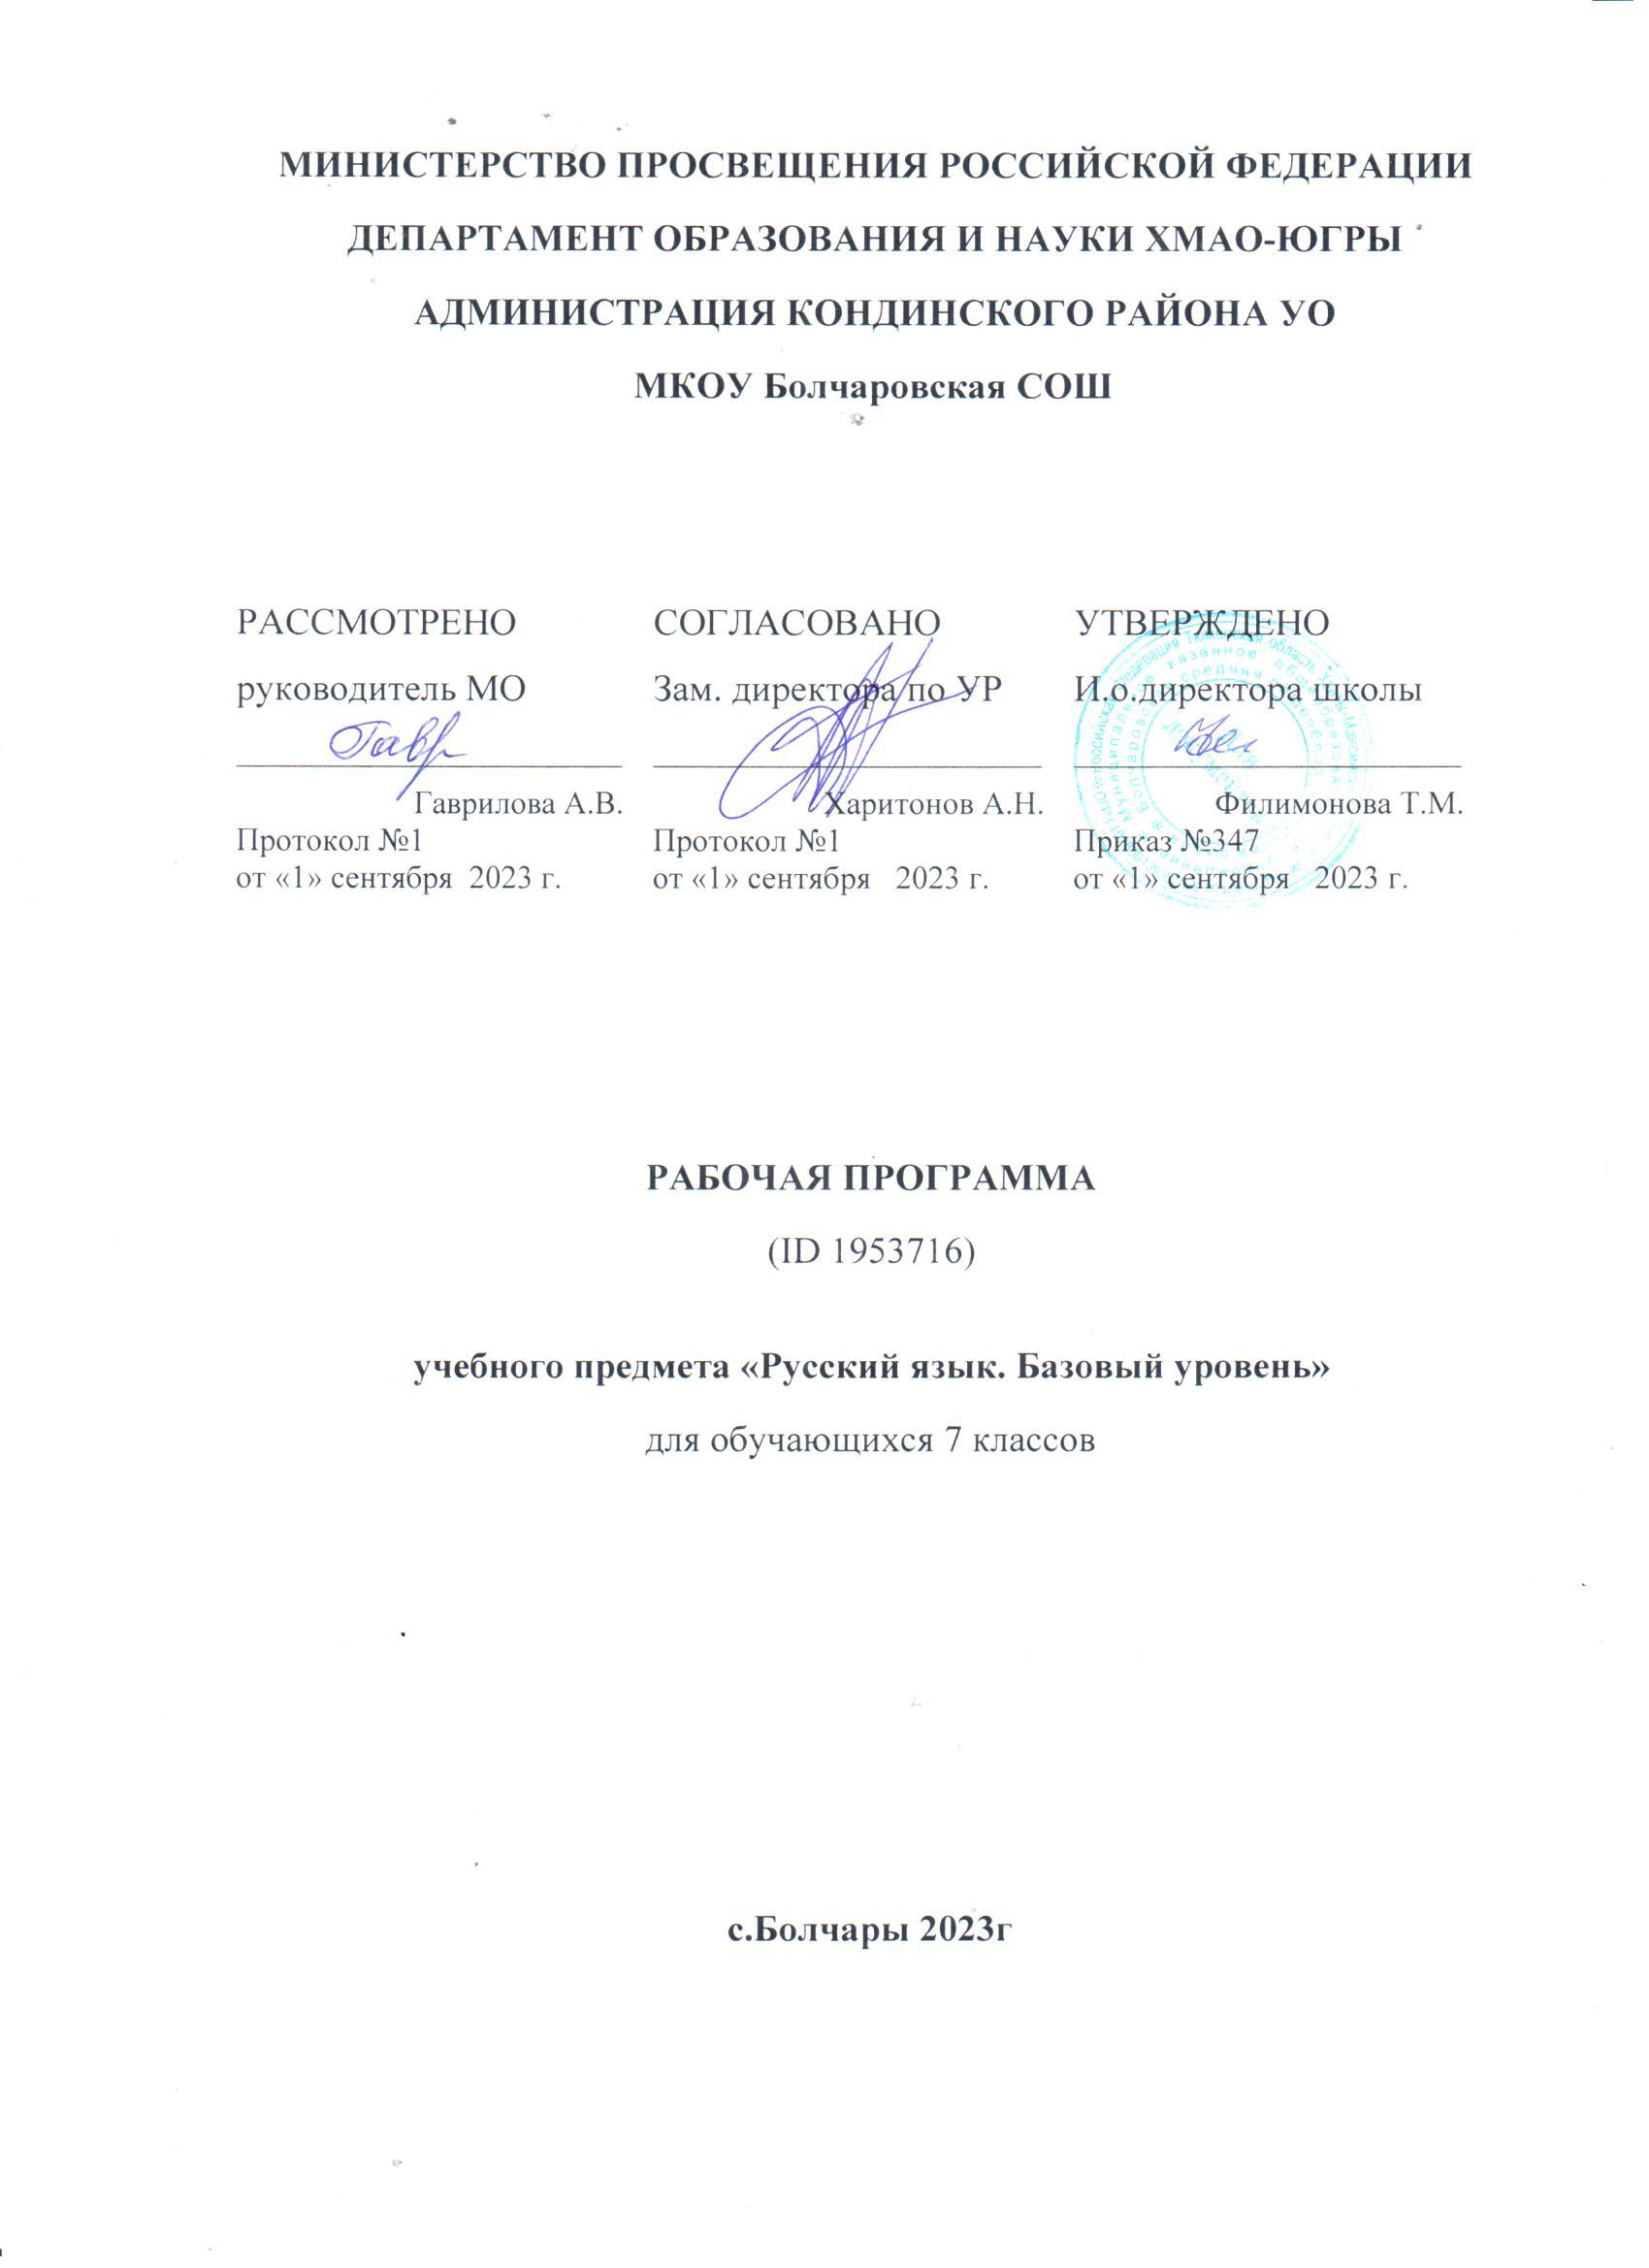 МИНИСТЕРСТВО ПРОСВЕЩЕНИЯ РОССИЙСКОЙ ФЕДЕРАЦИИ
ДЕПАРТАМЕНТ ОБРАЗОВАНИЯ И НАУКИ ХМАО-ЮГРЫ
АДМИНИСТРАЦИЯ КОНДИНСКОГО РАЙОНА УО
МКОУ Болчаровская СОШ
РАССМОТРЕНО
руководитель МО
Гаврилова А.В.
Протокол №1
от «1» сентября 2023 г.
СОГЛАСОВАНО
Зам. директора по УР
Харитонов А.Н.
Протокол №1
от «1» сентября 2023 г.
УТВЕРЖДЕНО
И.о.директора школы
Филимонова Т.М.
Приказ №347
от «1» сентября 2023 г.
РАБОЧАЯ ПРОГРАММА
(ID 1953716)
учебного предмета «Русский язык. Базовый уровень»
для обучающихся 7 классов
с.Болчары 2023г